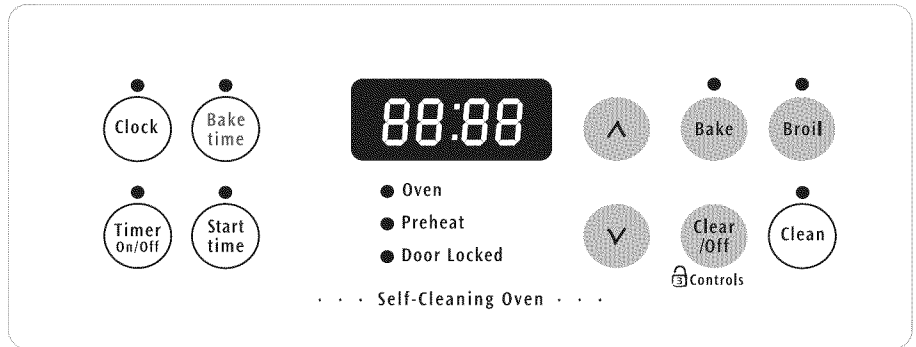 Clock
Bake
time
88:88
∧
Bake
Broil
Oven
Preheat
Door Locked
Timer
On/Off
Start
time
∨
Clear
/Off
Clean
3 Controls
· · · Self-Cleaning Oven · · ·